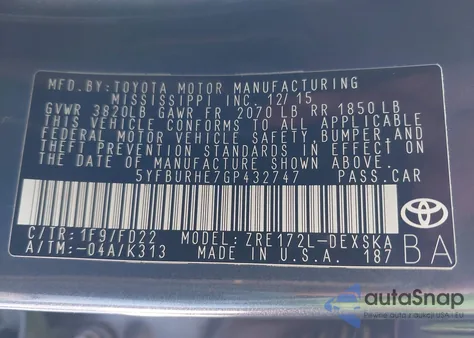 MFD.BY:TOYOTA MOTOR MANUFACTURING
MISSISSIPPI INC. 12/15
GVWR 3820LB GAWR FR 2070 LB RR 1850 LB
THIS VEHICLE CONFORMS TO ALL APPLICABLE
FEDERAL MOTOR VEHICLE SAFETY, BUMPER, AND
THEFT PREVENTION STANDARDS IN EFFECT ON
THE DATE OF MANUFACTURE SHOWN ABOVE.
5YFBURHE7GP432747 PASS.CAR
C/TR:1F9/FD22 MODEL:ZRE172L-DEXSKA
A/TM:-04A/K313 MADE IN U.S.A. 187 BA
autoSnap